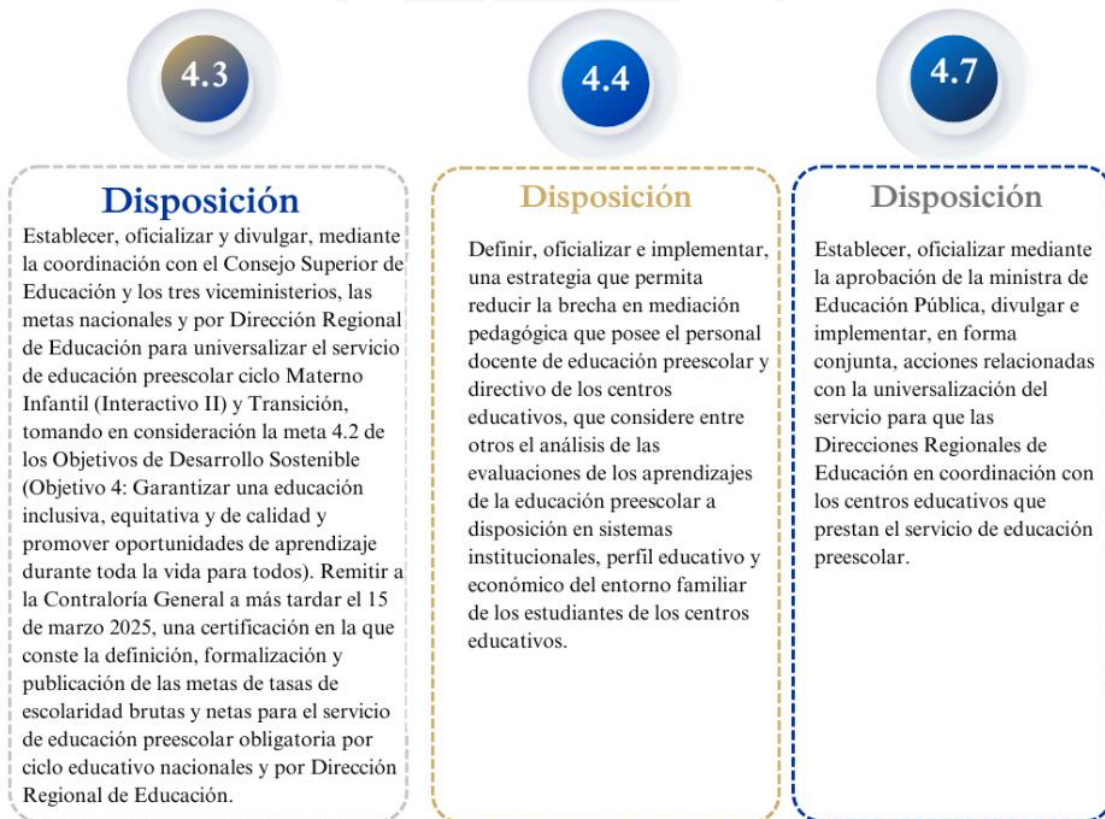 4.3
Disposición
Establecer, oficializar y divulgar, mediante
la coordinación con el Consejo Superior de
Educación y los tres viceministerios, las
metas nacionales y por Dirección Regional
de Educación para universalizar el servicio
de educación preescolar ciclo Materno
Infantil (Interactivo II) y Transición,
tomando en consideración la meta 4.2 de
los Objetivos de Desarrollo Sostenible
(Objetivo 4: Garantizar una educación
inclusiva, equitativa y de calidad y
promover oportunidades de aprendizaje
durante toda la vida para todos). Remitir a
la Contraloría General a más tardar el 15
de marzo 2025, una certificación en la que
conste la definición, formalización y
publicación de las metas de tasas de
escolaridad brutas y netas para el servicio
de educación preescolar obligatoria por
ciclo educativo nacionales y por Dirección
Regional de Educación.
4.4
Disposición
Definir, oficializar e implementar,
una estrategia que permita
reducir la brecha en mediación
pedagógica que posee el personal
docente de educación preescolar y
directivo de los centros
educativos, que considere entre
otros el análisis de las
evaluaciones de los aprendizajes
de la educación preescolar a
disposición en sistemas
institucionales, perfil educativo y
económico del entorno familiar
de los estudiantes de los centros
educativos.
4.7
Disposición
Establecer, oficializar mediante
la aprobación de la ministra de
Educación Pública, divulgar e
implementar, en forma
conjunta, acciones relacionadas
con la universalización del
servicio para que las
Direcciones Regionales de
Educación en coordinación con
los centros educativos que
prestan el servicio de educación
preescolar.